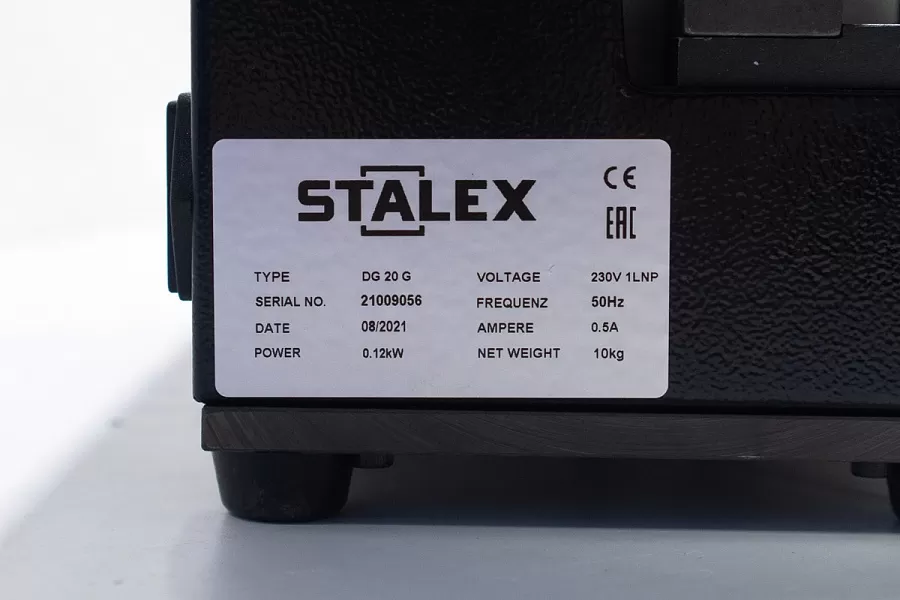 STALEX
CE
EAC
TYPE DG 20 G VOLTAGE 230V 1LNP
SERIAL NO. 21009056 FREQUENZ 50Hz
DATE 08/2021 AMPERE 0.5A
POWER 0.12kW NET WEIGHT 10kg